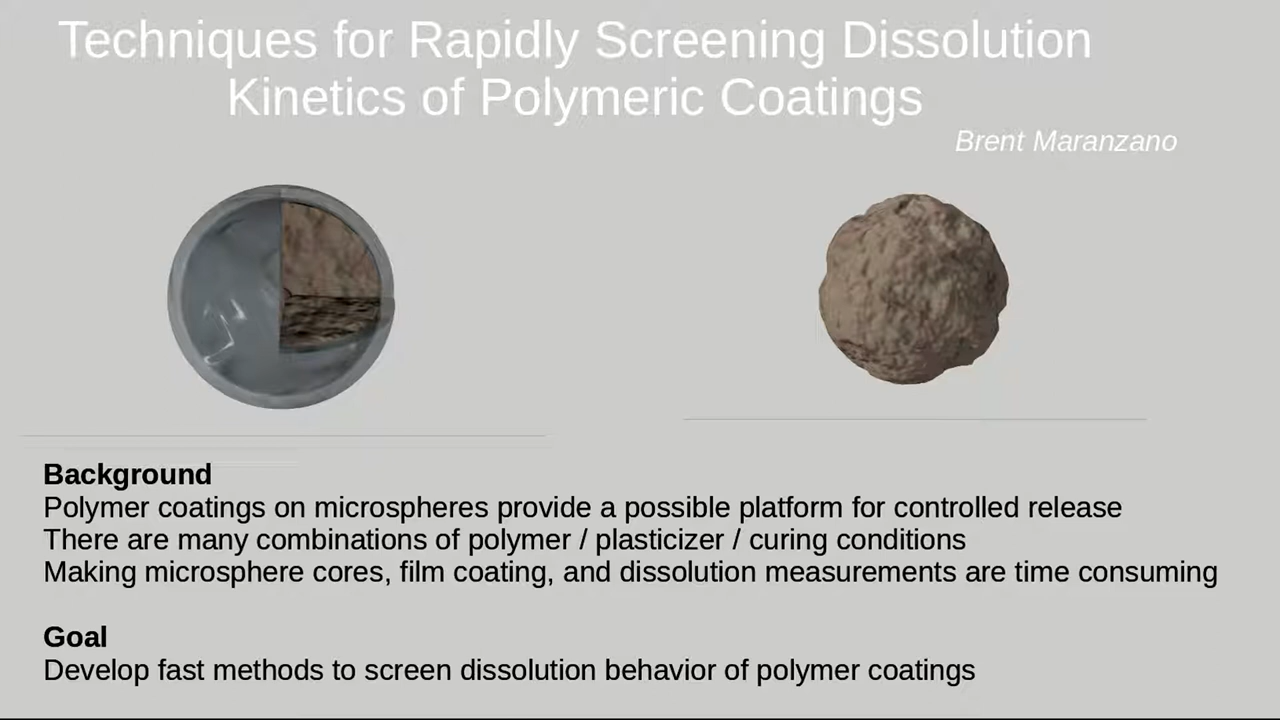 Techniques for Rapidly Screening Dissolution
Kinetics of Polymeric Coatings
Brent Maranzano
Background
Polymer coatings on microspheres provide a possible platform for controlled release
There are many combinations of polymer / plasticizer / curing conditions
Making microsphere cores, film coating, and dissolution measurements are time consuming
Goal
Develop fast methods to screen dissolution behavior of polymer coatings